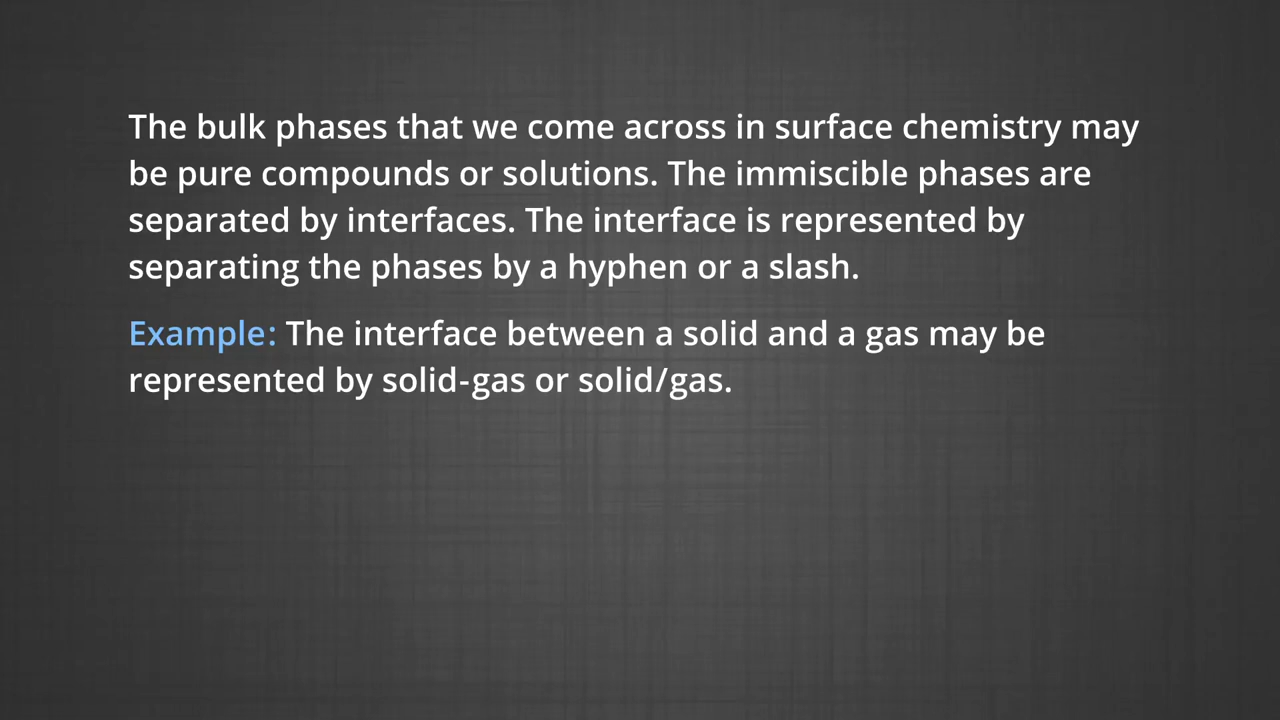 The bulk phases that we come across in surface chemistry may
be pure compounds or solutions. The immiscible phases are
separated by interfaces. The interface is represented by
separating the phases by a hyphen or a slash.
Example: The interface between a solid and a gas may be
represented by solid-gas or solid/gas.